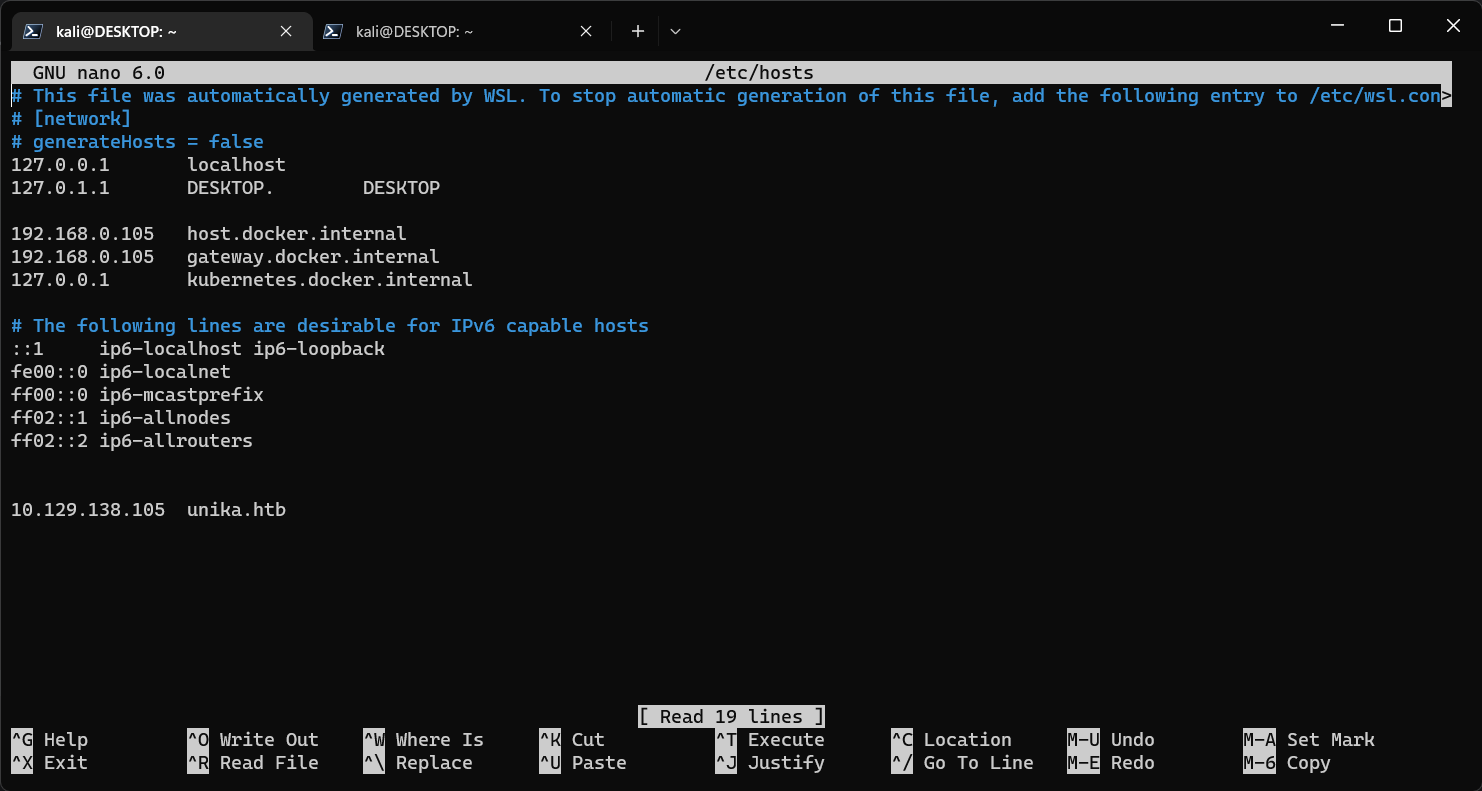 kali@DESKTOP: ~ kali@DESKTOP: ~
GNU nano 6.0 /etc/hosts
# This file was automatically generated by WSL. To stop automatic generation of this file, add the following entry to /etc/wsl.con>
# [network]
# generateHosts = false
127.0.0.1 localhost
127.0.1.1 DESKTOP. DESKTOP
192.168.0.105 host.docker.internal
192.168.0.105 gateway.docker.internal
127.0.0.1 kubernetes.docker.internal
# The following lines are desirable for IPv6 capable hosts
::1 ip6-localhost ip6-loopback
fe00::0 ip6-localnet
ff00::0 ip6-mcastprefix
ff02::1 ip6-allnodes
ff02::2 ip6-allrouters
10.129.138.105 unika.htb
[ Read 19 lines ]
^G Help ^O Write Out ^W Where Is ^K Cut ^T Execute ^C Location M-U Undo M-A Set Mark
^X Exit ^R Read File ^\ Replace ^U Paste ^J Justify ^/ Go To Line M-E Redo M-6 Copy